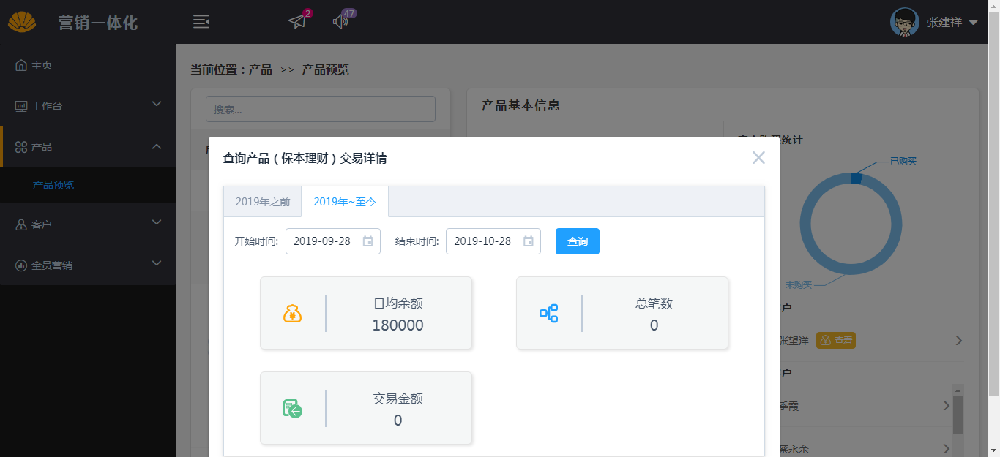 营销一体化
2
47
张建祥
主页
工作台
产品
产品预览
客户
全员营销
当前位置：产品 >> 产品预览
搜索...
产品基本信息
购买统计
已购买
未购买
查询产品（保本理财）交易详情
2019年之前
2019年~至今
开始时间: 2019-09-28
结束时间: 2019-10-28
查询
日均余额
180000
总笔数
0
交易金额
0
户
张望洋 查看
户
季霞
蔡永余